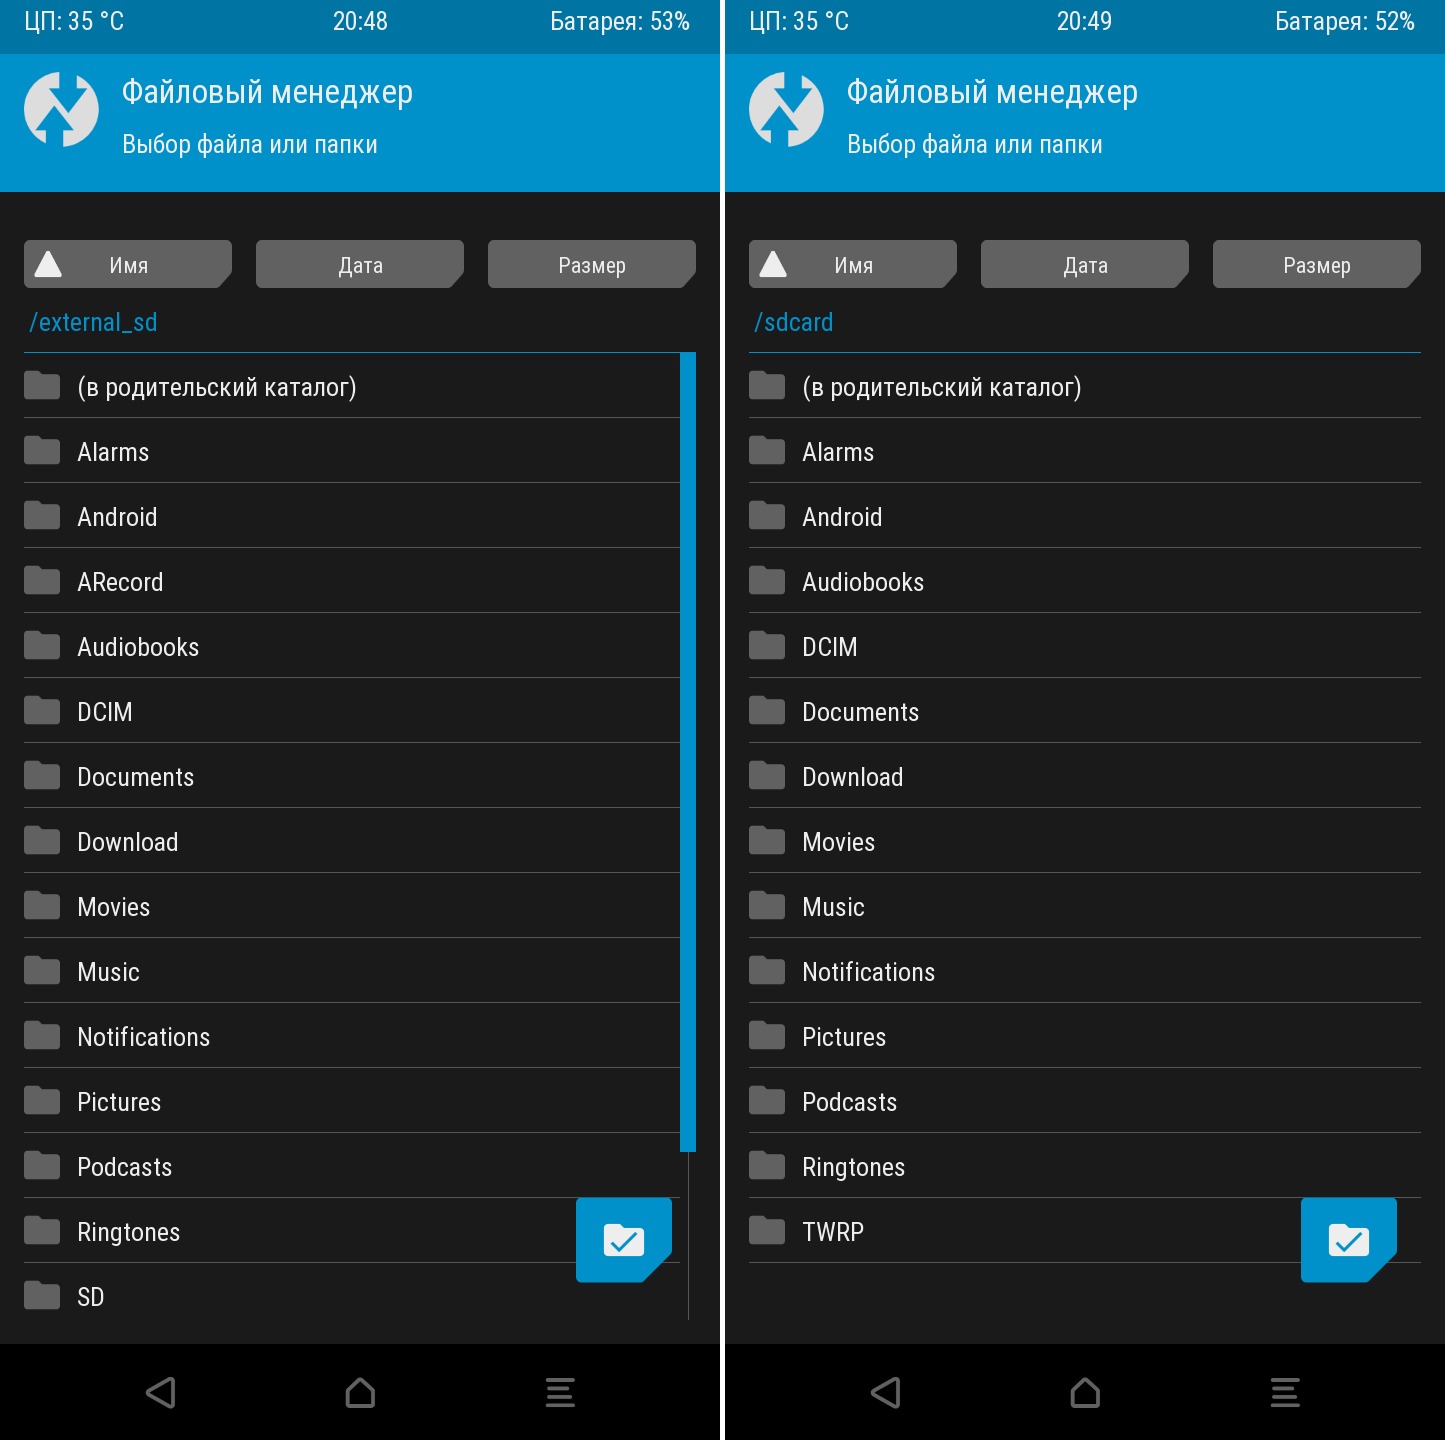 ЦП: 35 °C 20:48 Батарея: 53%
Файловый менеджер
Выбор файла или папки
Имя Дата Размер
/external_sd
(в родительский каталог)
Alarms
Android
ARecord
Audiobooks
DCIM
Documents
Download
Movies
Music
Notifications
Pictures
Podcasts
Ringtones
SD
ЦП: 35 °C 20:49 Батарея: 52%
Файловый менеджер
Выбор файла или папки
Имя Дата Размер
/sdcard
(в родительский каталог)
Alarms
Android
Audiobooks
DCIM
Documents
Download
Movies
Music
Notifications
Pictures
Podcasts
Ringtones
TWRP